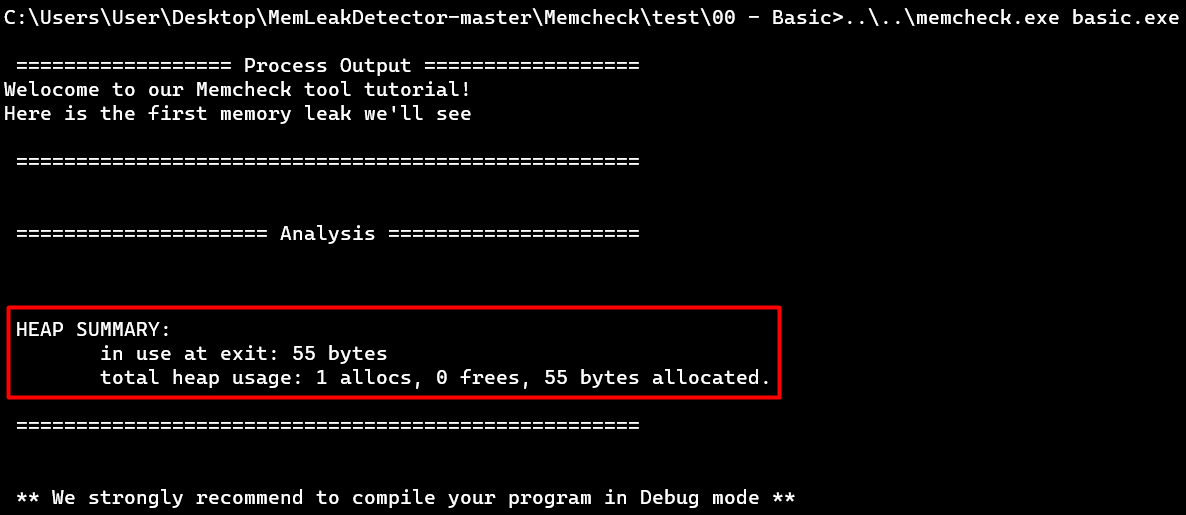 C:\Users\User\Desktop\MemLeakDetector-master\Memcheck\test\00 - Basic>..\..\memcheck.exe basic.exe
================== Process Output ==================
Welocome to our Memcheck tool tutorial!
Here is the first memory leak we'll see
====================================================
===================== Analysis =====================
HEAP SUMMARY:
in use at exit: 55 bytes
total heap usage: 1 allocs, 0 frees, 55 bytes allocated.
====================================================
** We strongly recommend to compile your program in Debug mode **